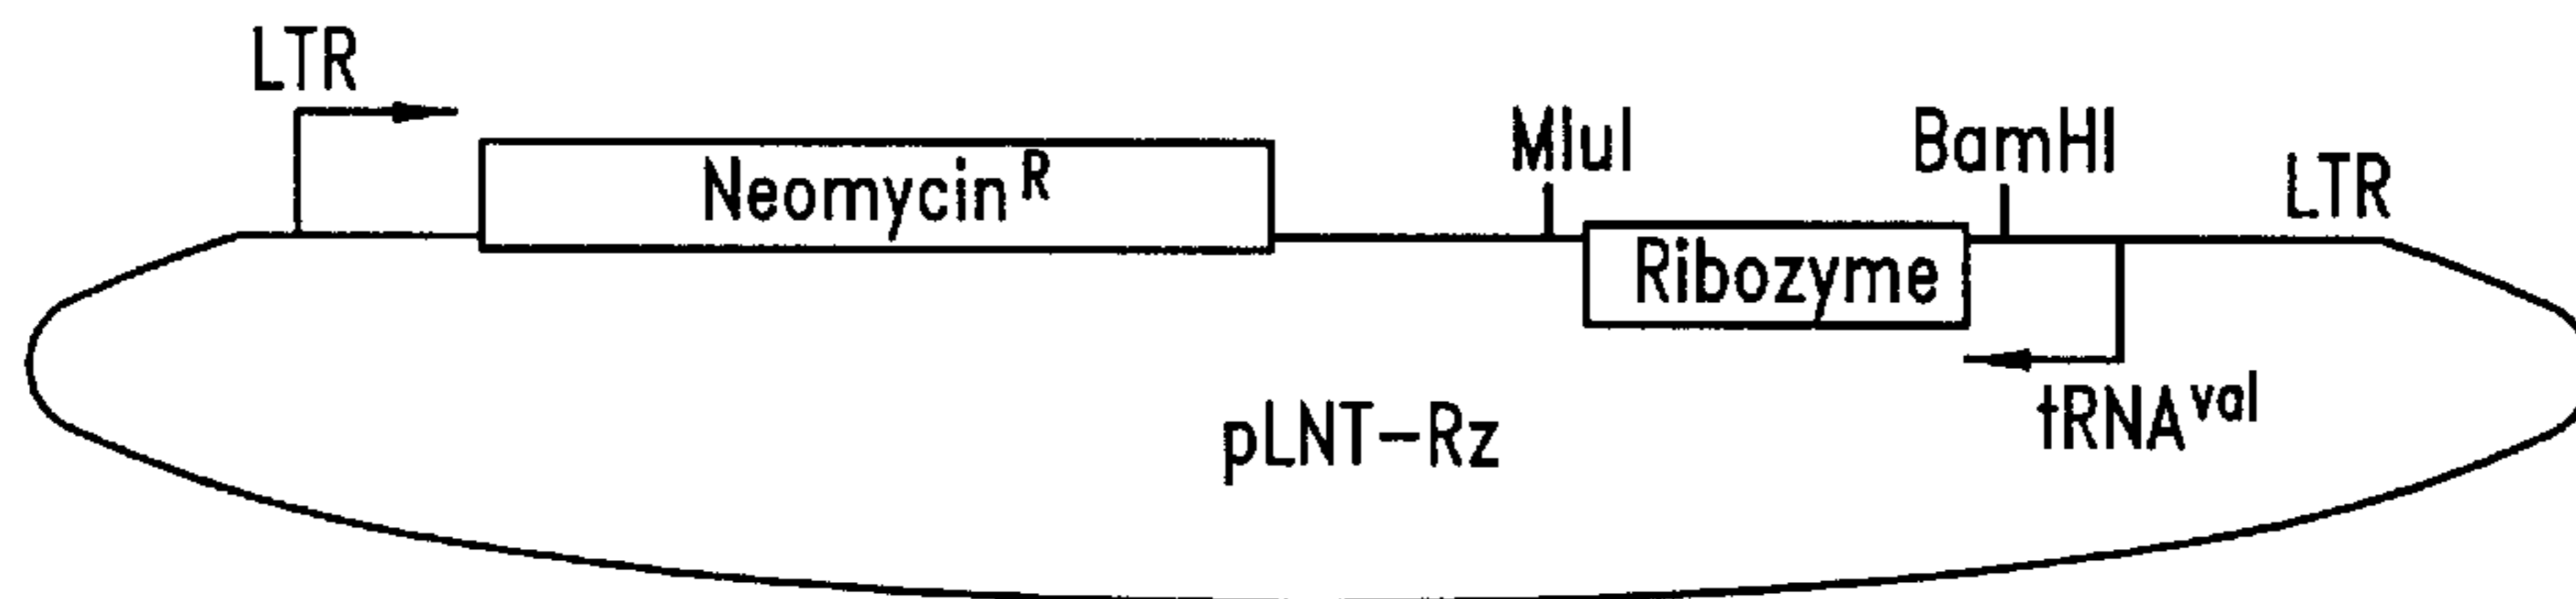 LTR
Neomycin^R
MluI
Ribozyme
BamHI
LTR
tRNA^val
pLNT-Rz